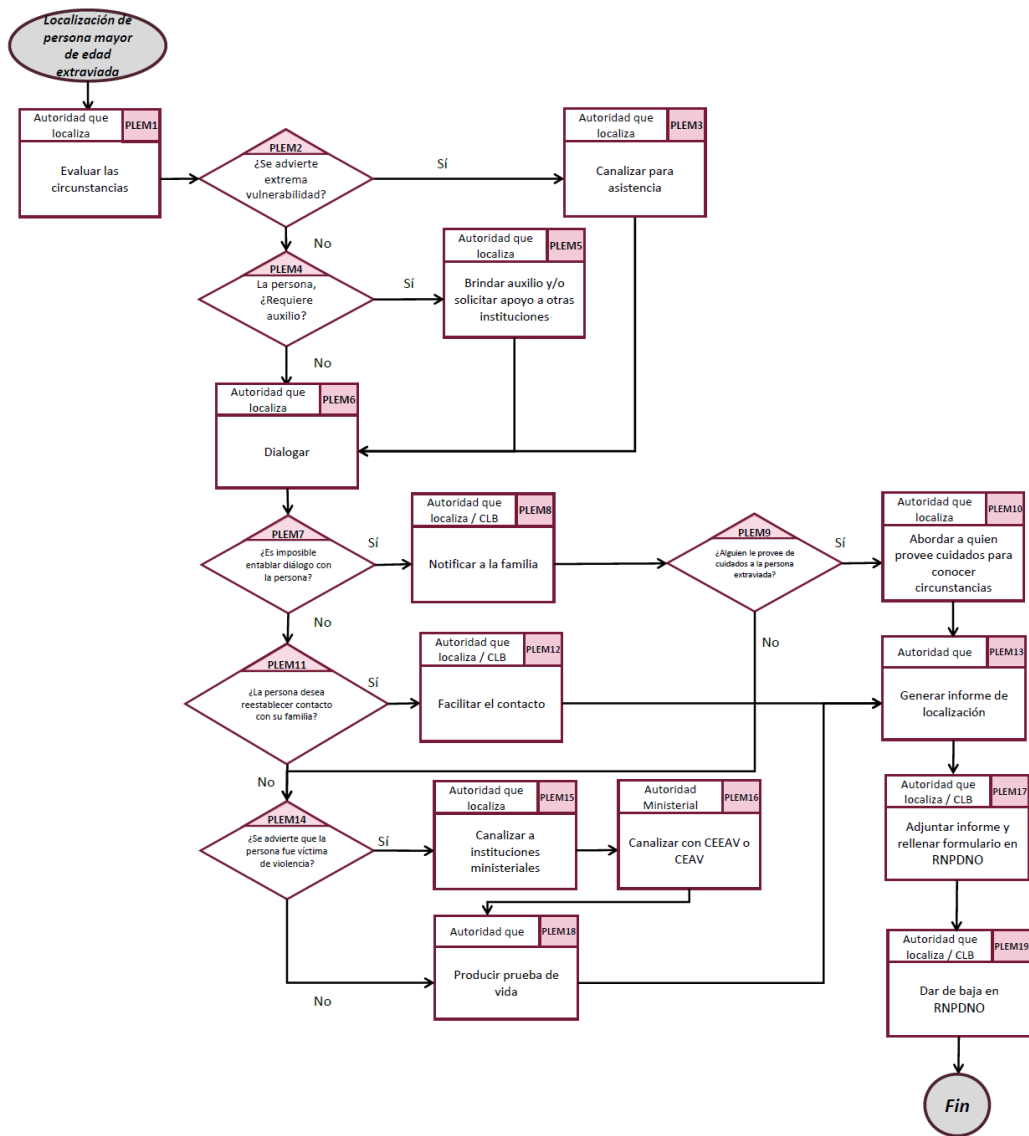 Localización de
persona mayor
de edad
extraviada
Autoridad que
localiza
PLEM1
Evaluar las
circunstancias
PLEM2
¿Se advierte
extrema
vulnerabilidad?
Sí
No
Autoridad que
localiza
PLEM3
Canalizar para
asistencia
PLEM4
La persona,
¿Requiere
auxilio?
Sí
No
Autoridad que
localiza
PLEM5
Brindar auxilio y/o
solicitar apoyo a otras
instituciones
Autoridad que
localiza
PLEM6
Dialogar
PLEM7
¿Es imposible
entablar diálogo con
la persona?
Sí
No
Autoridad que
localiza / CLB
PLEM8
Notificar a la familia
PLEM9
¿Alguien le provee de
cuidados a la persona
extraviada?
Sí
No
Autoridad que
localiza
PLEM10
Abordar a quien
provee cuidados para
conocer
circunstancias
PLEM11
¿La persona desea
reestablecer contacto
con su familia?
Sí
No
Autoridad que
localiza / CLB
PLEM12
Facilitar el contacto
Autoridad que
PLEM13
Generar informe de
localización
PLEM14
¿Se advierte que la
persona fue víctima
de violencia?
Sí
No
Autoridad que
localiza
PLEM15
Canalizar a
instituciones
ministeriales
Autoridad
Ministerial
PLEM16
Canalizar con CEEAV o
CEAV
Autoridad que
localiza / CLB
PLEM17
Adjuntar informe y
rellenar formulario en
RNPDNO
Autoridad que
PLEM18
Producir prueba de
vida
Autoridad que
localiza / CLB
PLEM19
Dar de baja en
RNPDNO
Fin